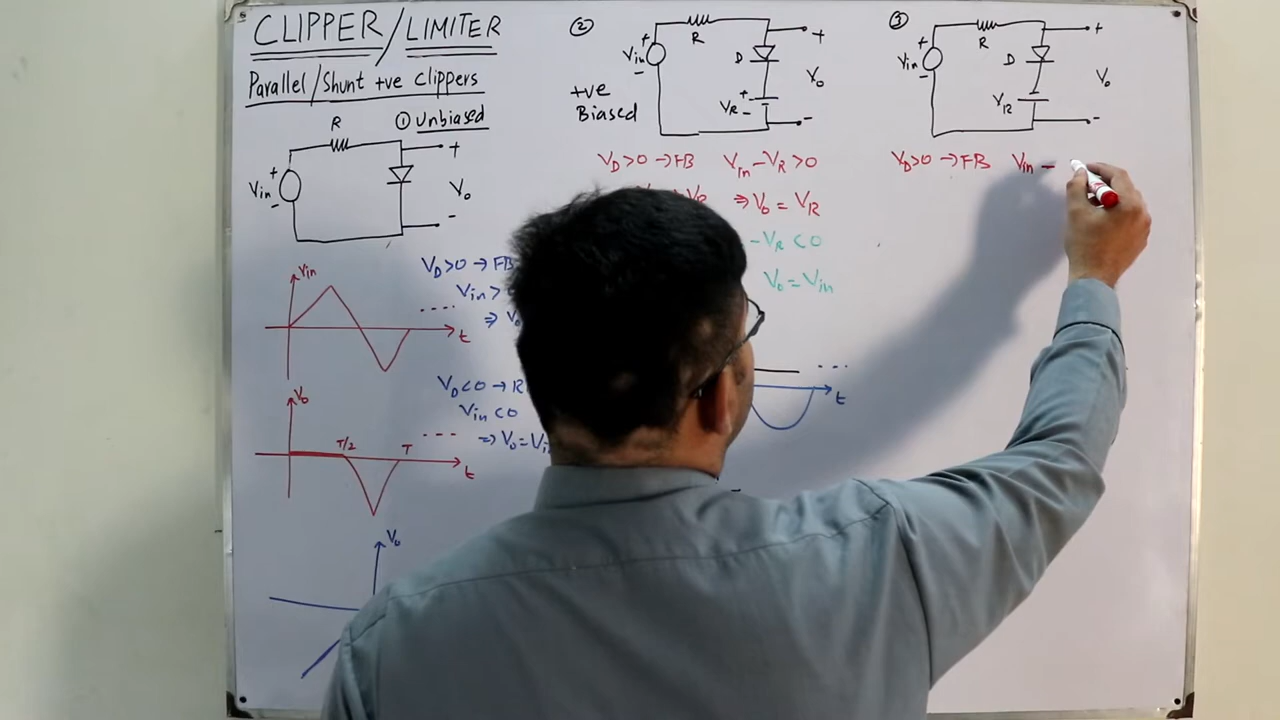 CLIPPER/LIMITER
Parallel/Shunt +ve clippers
① Unbiased
R
+
Vin
-
+
Vo
-
Vin
t
Vo
T/2
T
t
VD>0 → FB
Vin>
⇒ Vo
VD<0 → R
Vin<0
⇒ Vo=Vi
Vo
②
+ve
Biased
R
+
Vin
-
D
+
VR
-
+
Vo
-
VD>0 → FB Vin-VR>0
VR ⇒ Vo = VR
-VR<0
Vo=Vin
t
③
R
+
Vin
-
D
VR
+
Vo
-
VD>0 → FB Vin -